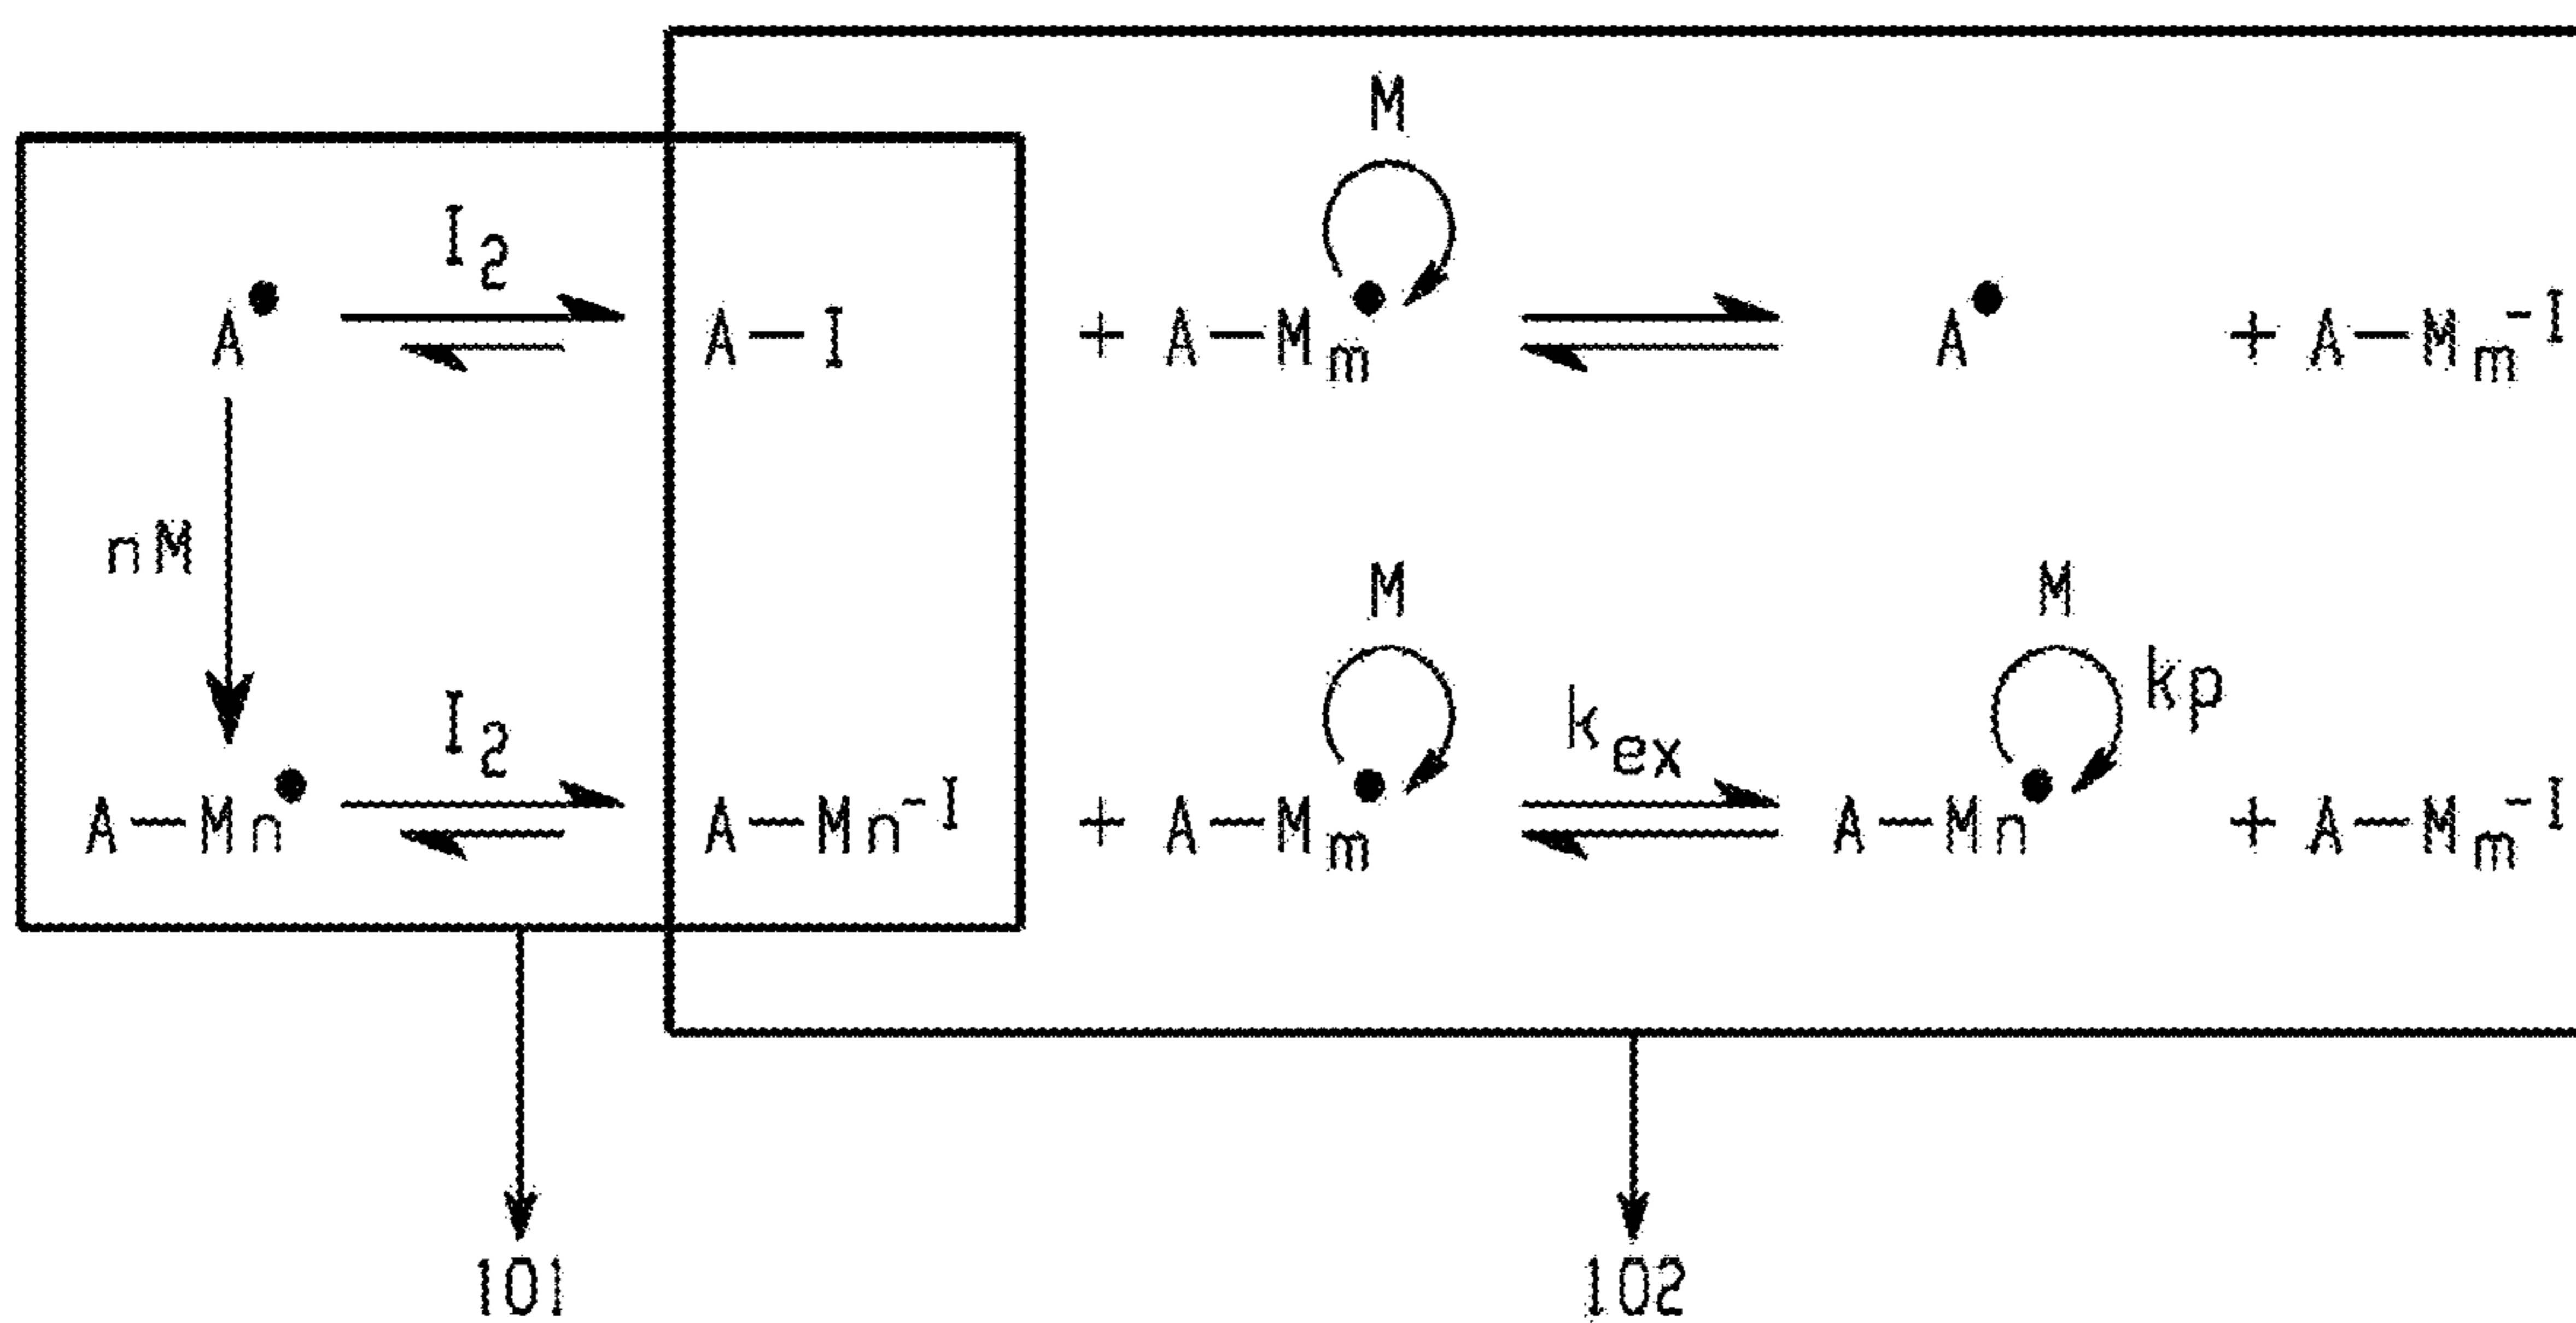 M
I2
A• A—I + A—Mm• A• + A—Mm-I
nM
M M
I2 kex kp
A—Mn• A—Mn-I + A—Mm• A—Mn• + A—Mm-I
101 102